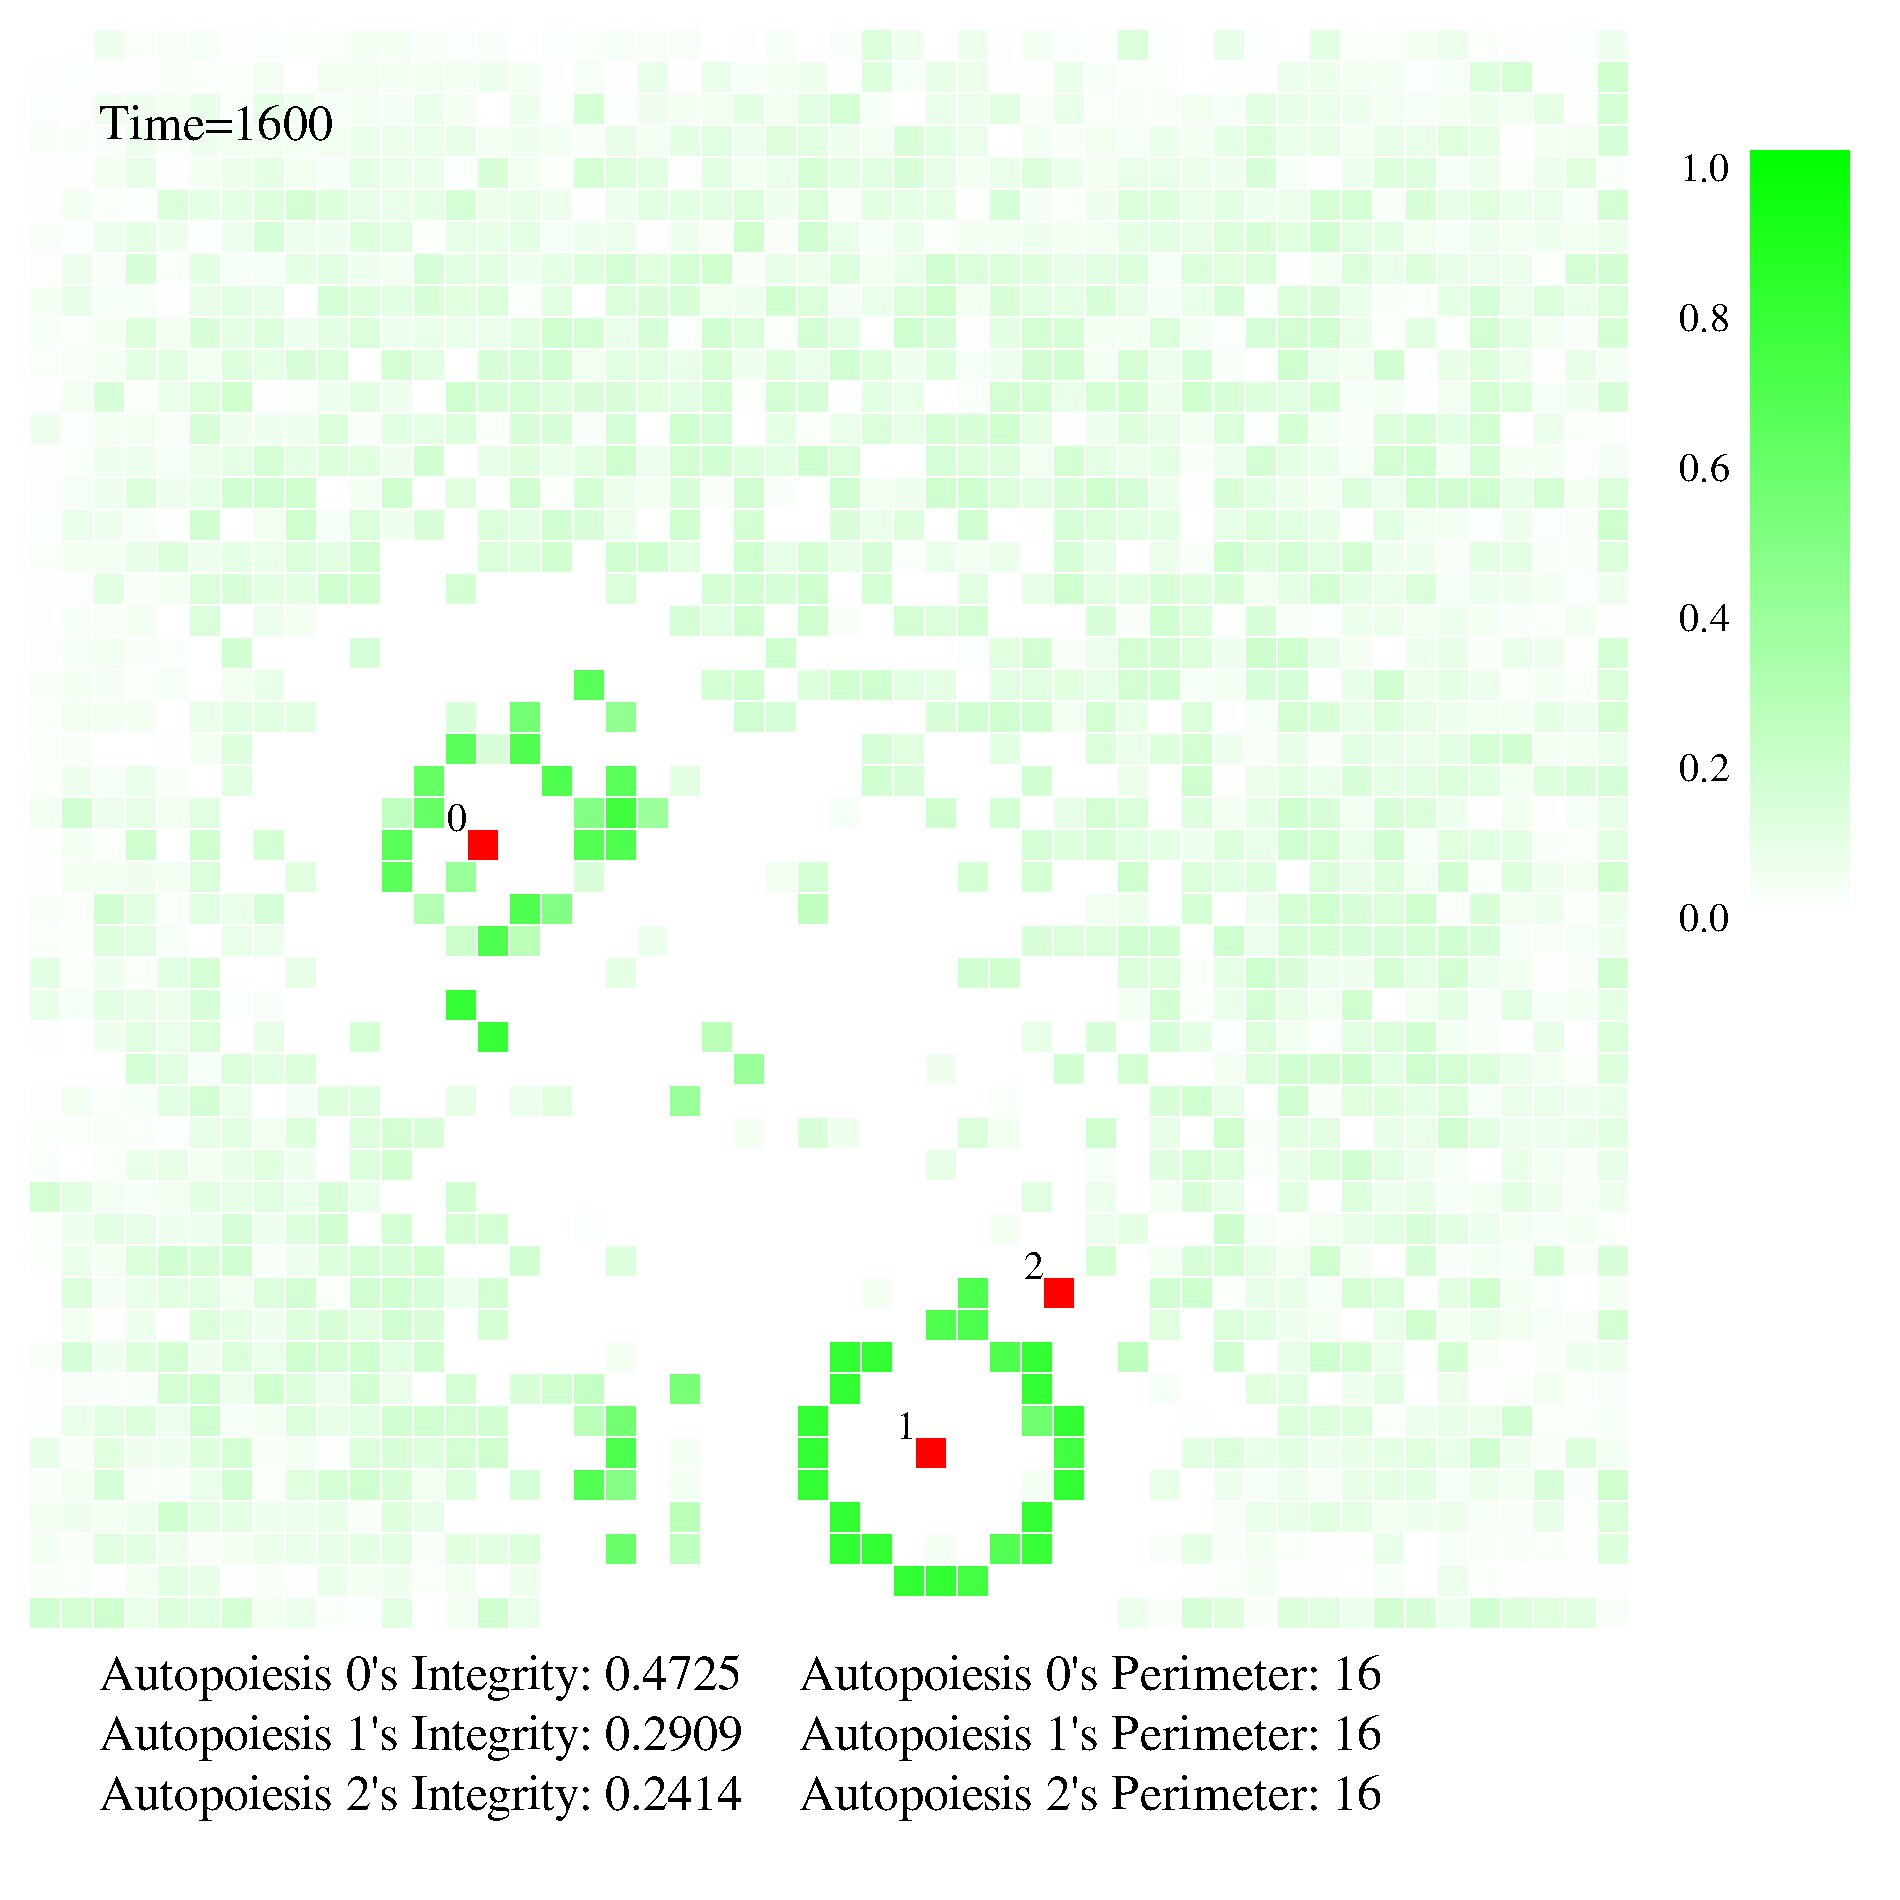 Time=1600
1.0
0.8
0.6
0.4
0.2
0.0
0
2
1
Autopoiesis 0's Integrity: 0.4725 Autopoiesis 0's Perimeter: 16
Autopoiesis 1's Integrity: 0.2909 Autopoiesis 1's Perimeter: 16
Autopoiesis 2's Integrity: 0.2414 Autopoiesis 2's Perimeter: 16